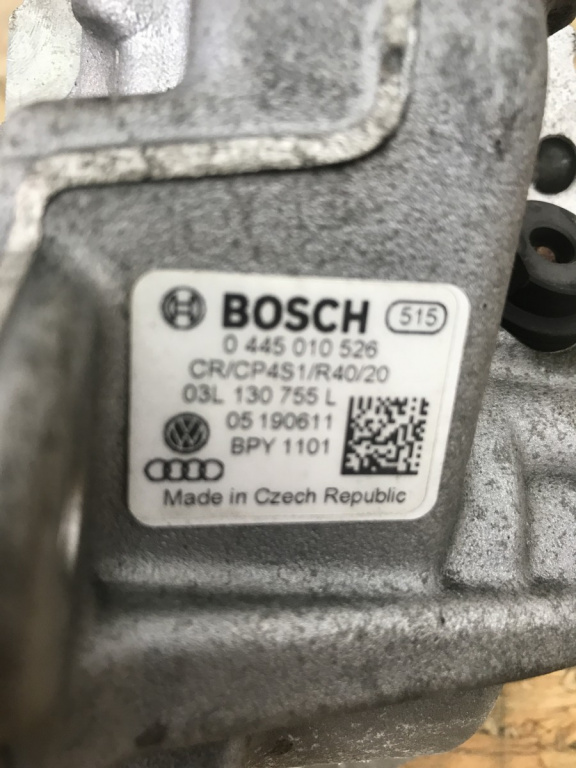 BOSCH 515
0 445 010 526
CR/CP4S1/R40/20
03L 130 755 L
05 190611
BPY 1101
Made in Czech Republic